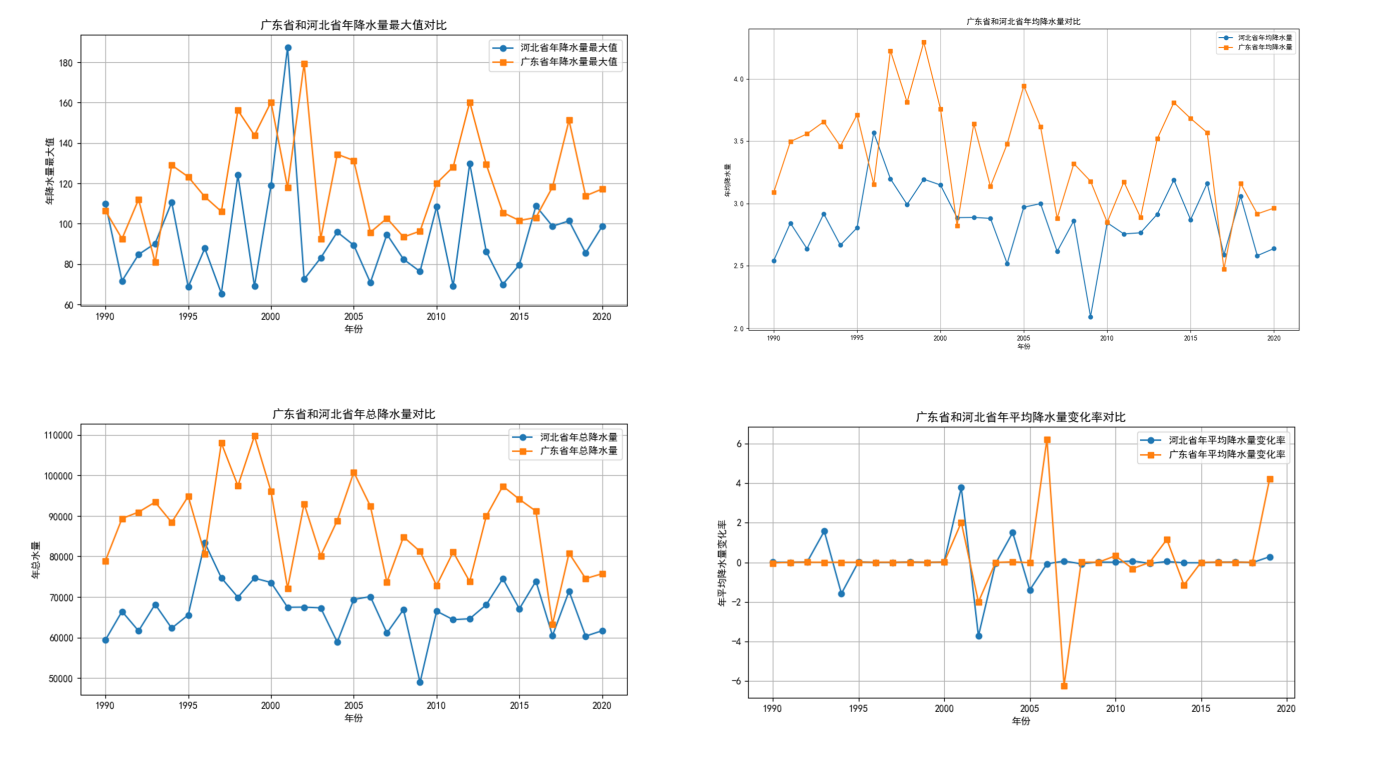 广东省和河北省年降水量最大值对比
河北省年降水量最大值
广东省年降水量最大值
年降水量最大值
180
160
140
120
100
80
60
1990
1995
2000
2005
2010
2015
2020
年份
广东省和河北省年均降水量对比
河北省年均降水量
广东省年均降水量
年均降水量
4.0
3.5
3.0
2.5
2.0
1990
1995
2000
2005
2010
2015
2020
年份
广东省和河北省年总降水量对比
河北省年总降水量
广东省年总降水量
年总水量
110000
100000
90000
80000
70000
60000
50000
1990
1995
2000
2005
2010
2015
2020
年份
广东省和河北省年平均降水量变化率对比
河北省年平均降水量变化率
广东省年平均降水量变化率
年平均降水量变化率
6
4
2
0
−2
−4
−6
1990
1995
2000
2005
2010
2015
2020
年份